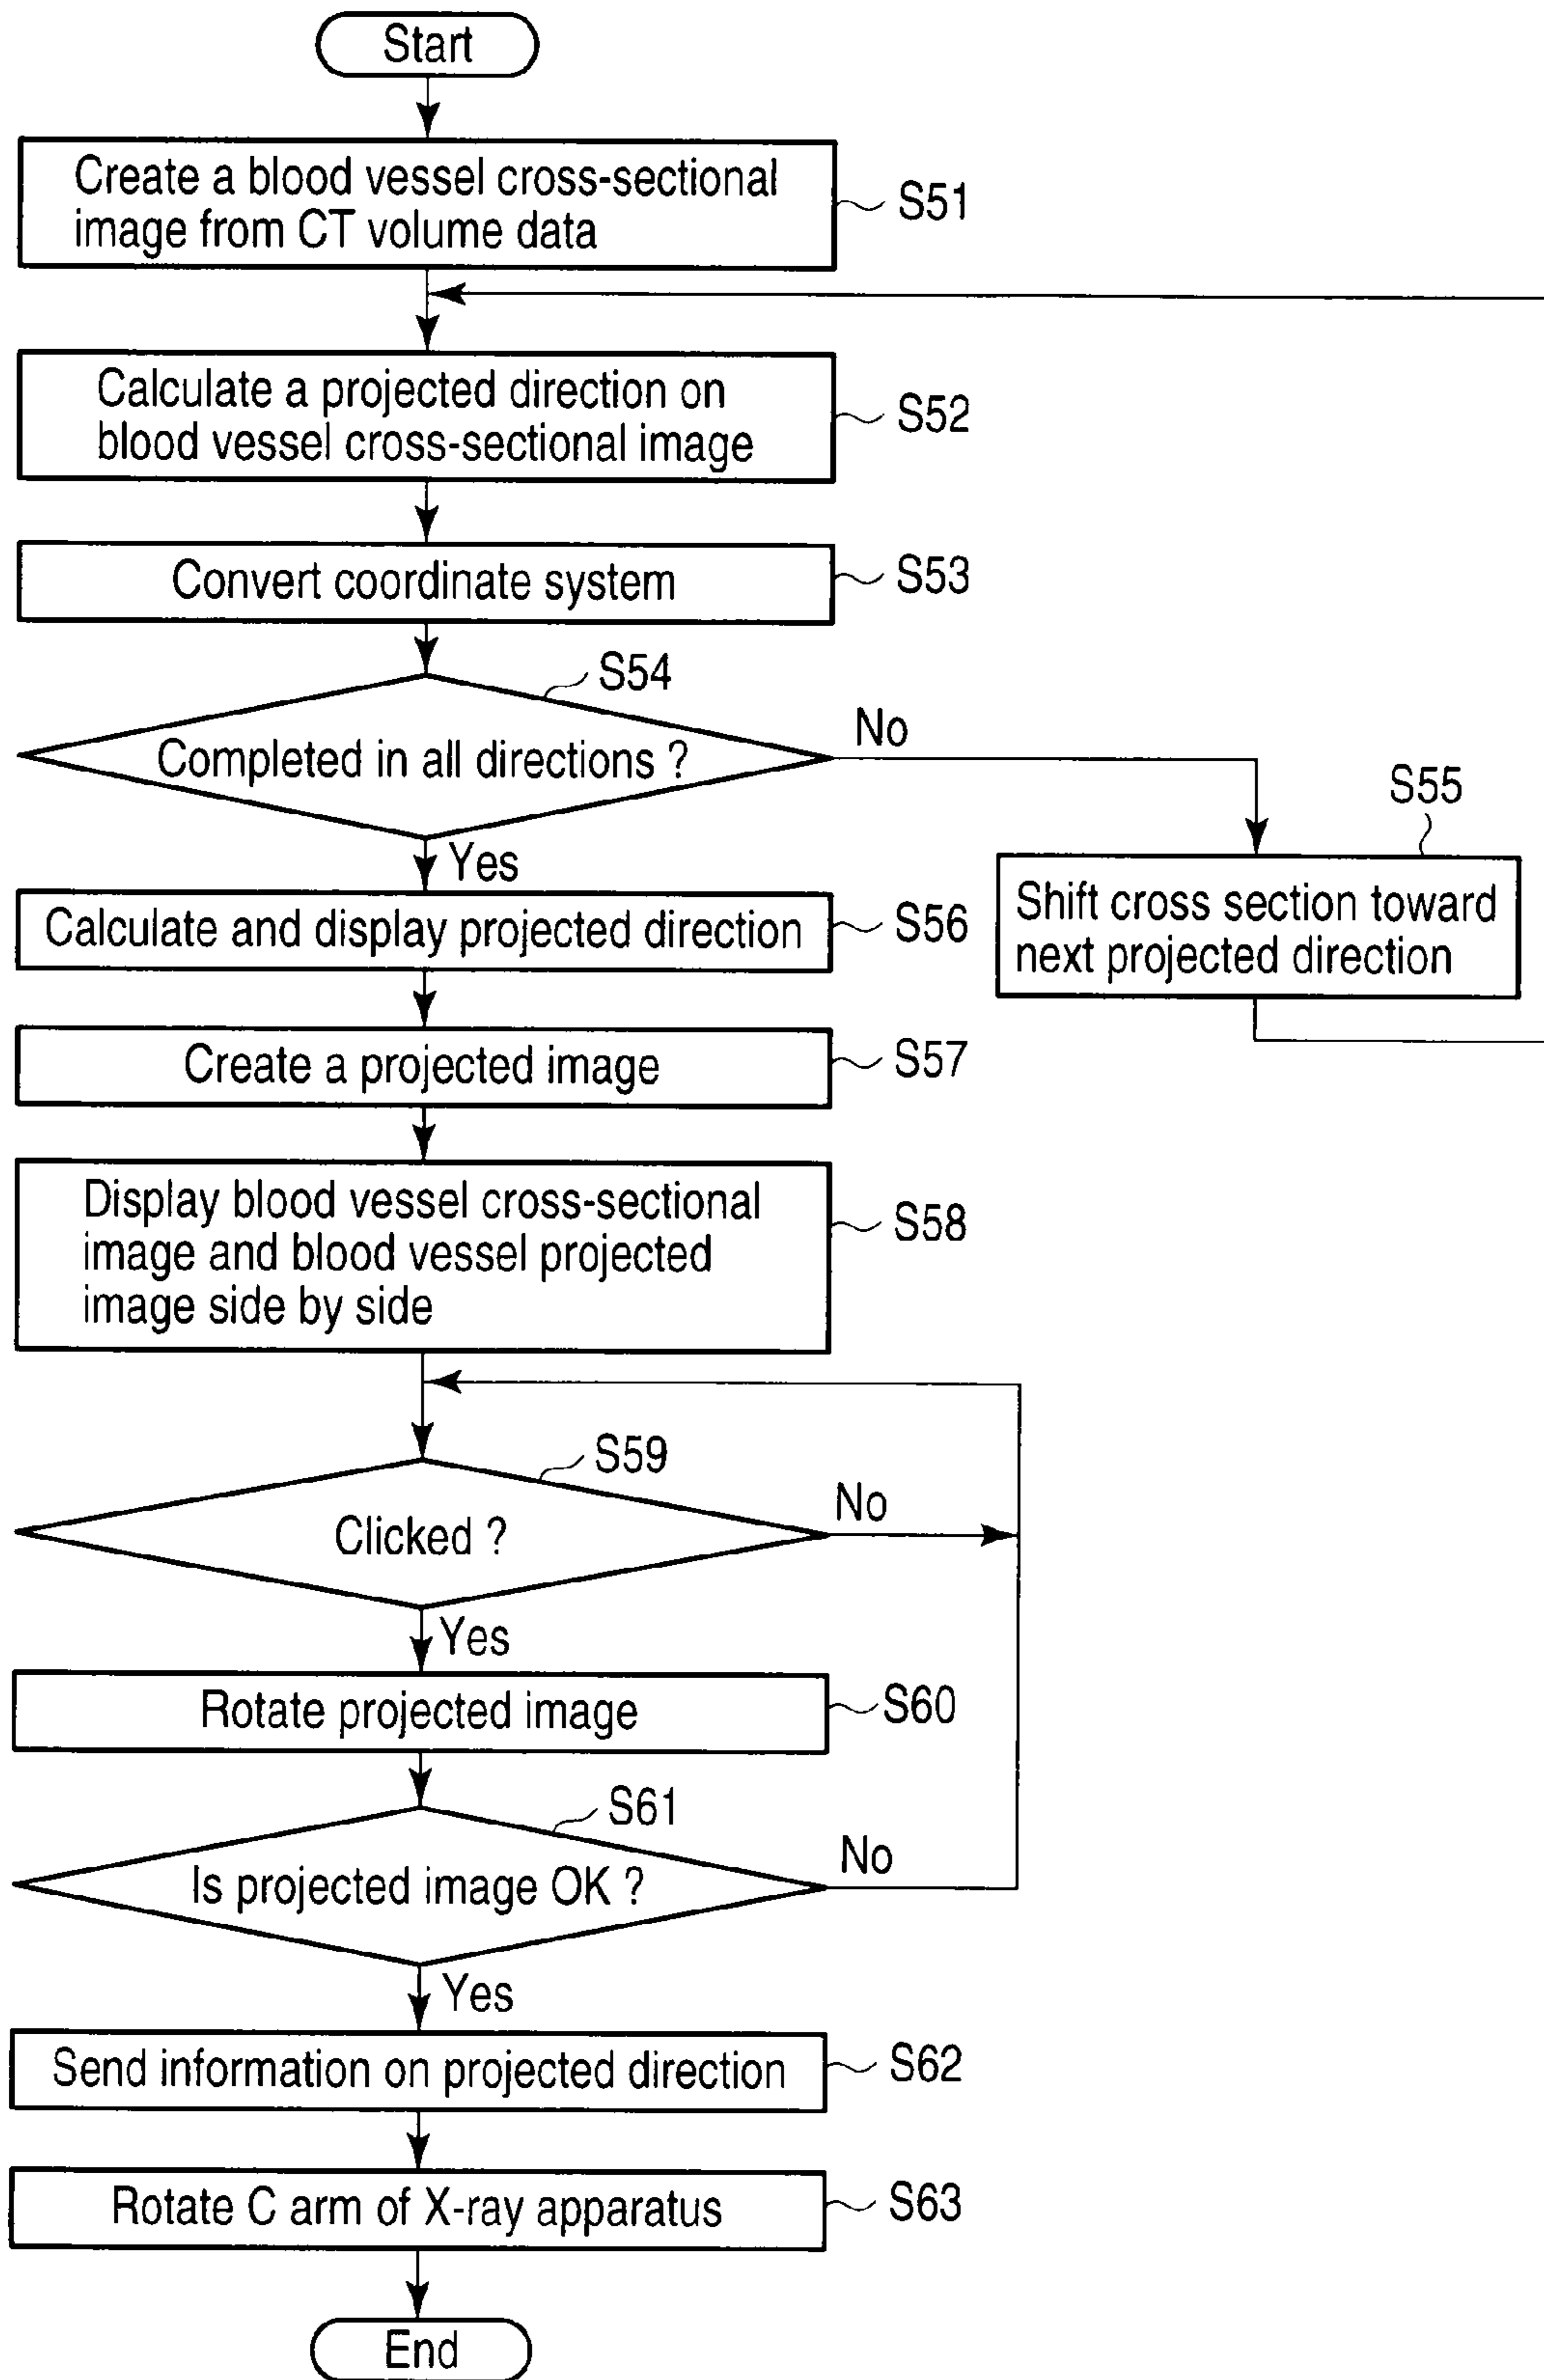 Start
Create a blood vessel cross-sectional
image from CT volume data
S51
Calculate a projected direction on
blood vessel cross-sectional image
S52
Convert coordinate system
S53
S54
Completed in all directions ?
No
Yes
S55
Shift cross section toward
next projected direction
Calculate and display projected direction
S56
Create a projected image
S57
Display blood vessel cross-sectional
image and blood vessel projected
image side by side
S58
S59
Clicked ?
No
Yes
Rotate projected image
S60
S61
Is projected image OK ?
No
Yes
Send information on projected direction
S62
Rotate C arm of X-ray apparatus
S63
End